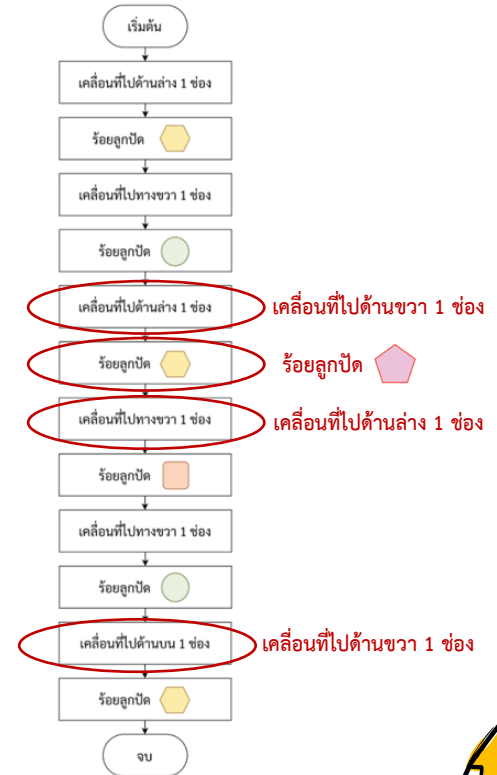 เริ่มต้น
เคลื่อนที่ไปด้านล่าง 1 ช่อง
ร้อยลูกปัด
เคลื่อนที่ไปทางขวา 1 ช่อง
ร้อยลูกปัด
เคลื่อนที่ไปด้านล่าง 1 ช่อง เคลื่อนที่ไปด้านขวา 1 ช่อง
ร้อยลูกปัด ร้อยลูกปัด
เคลื่อนที่ไปทางขวา 1 ช่อง เคลื่อนที่ไปด้านล่าง 1 ช่อง
ร้อยลูกปัด
เคลื่อนที่ไปทางขวา 1 ช่อง
ร้อยลูกปัด
เคลื่อนที่ไปด้านบน 1 ช่อง เคลื่อนที่ไปด้านขวา 1 ช่อง
ร้อยลูกปัด
จบ